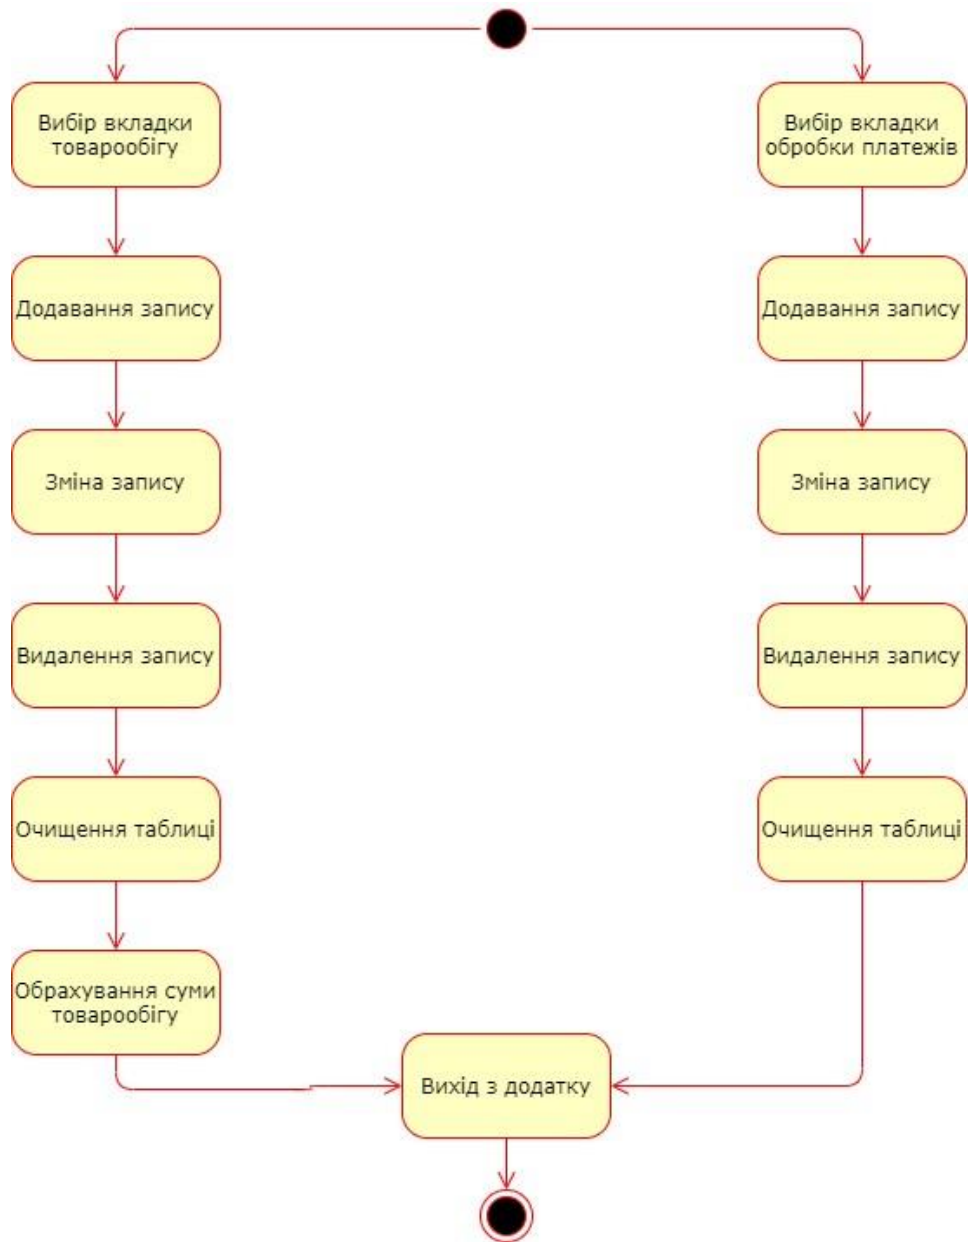 Вибір вкладки
товарообігу
Вибір вкладки
обробки платежів
Додавання запису
Додавання запису
Зміна запису
Зміна запису
Видалення запису
Видалення запису
Очищення таблиці
Очищення таблиці
Обрахування суми
товарообігу
Вихід з додатку